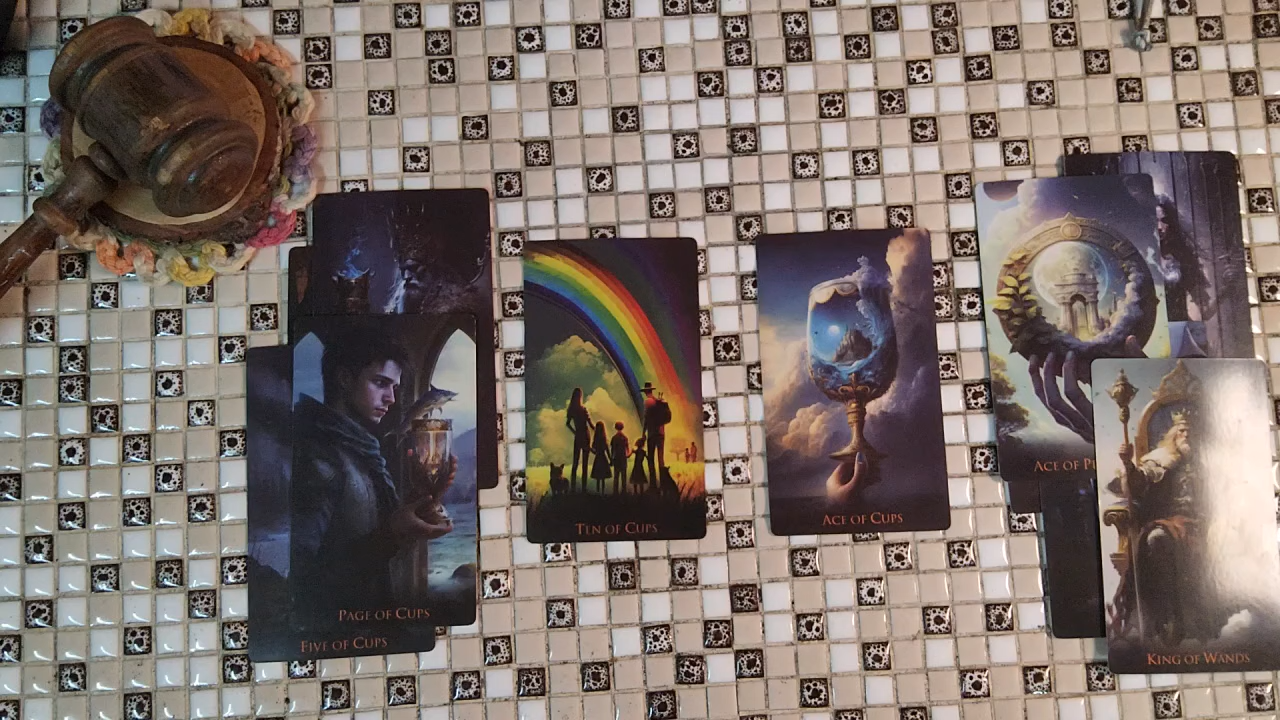 PAGE OF CUPS
FIVE OF CUPS
TEN OF CUPS
ACE OF CUPS
ACE OF
KING OF WANDS